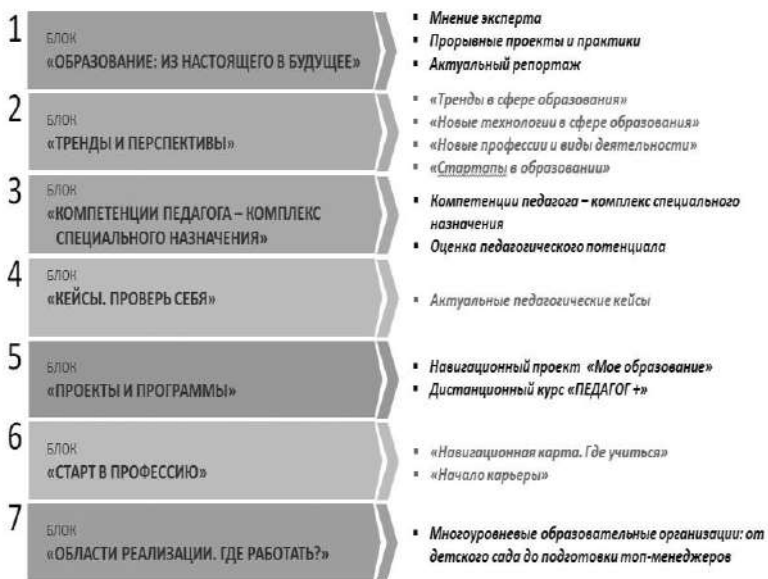 1
БЛОК
«ОБРАЗОВАНИЕ: ИЗ НАСТОЯЩЕГО В БУДУЩЕЕ»
▪ Мнение эксперта
▪ Прорывные проекты и практики
▪ Актуальный репортаж
2
БЛОК
«ТРЕНДЫ И ПЕРСПЕКТИВЫ»
▪ «Тренды в сфере образования»
▪ «Новые технологии в сфере образования»
▪ «Новые профессии и виды деятельности»
▪ «Стартапы в образовании»
3
БЛОК
«КОМПЕТЕНЦИИ ПЕДАГОГА – КОМПЛЕКС
СПЕЦИАЛЬНОГО НАЗНАЧЕНИЯ»
▪ Компетенции педагога – комплекс специального
назначения
▪ Оценка педагогического потенциала
4
БЛОК
«КЕЙСЫ. ПРОВЕРЬ СЕБЯ»
▪ Актуальные педагогические кейсы
5
БЛОК
«ПРОЕКТЫ И ПРОГРАММЫ»
▪ Навигационный проект «Мое образование»
▪ Дистанционный курс «ПЕДАГОГ+»
6
БЛОК
«СТАРТ В ПРОФЕССИЮ»
▪ «Навигационная карта. Где учиться»
▪ «Начало карьеры»
7
БЛОК
«ОБЛАСТИ РЕАЛИЗАЦИИ. ГДЕ РАБОТАТЬ?»
▪ Многоуровневые образовательные организации: от
детского сада до подготовки топ-менеджеров